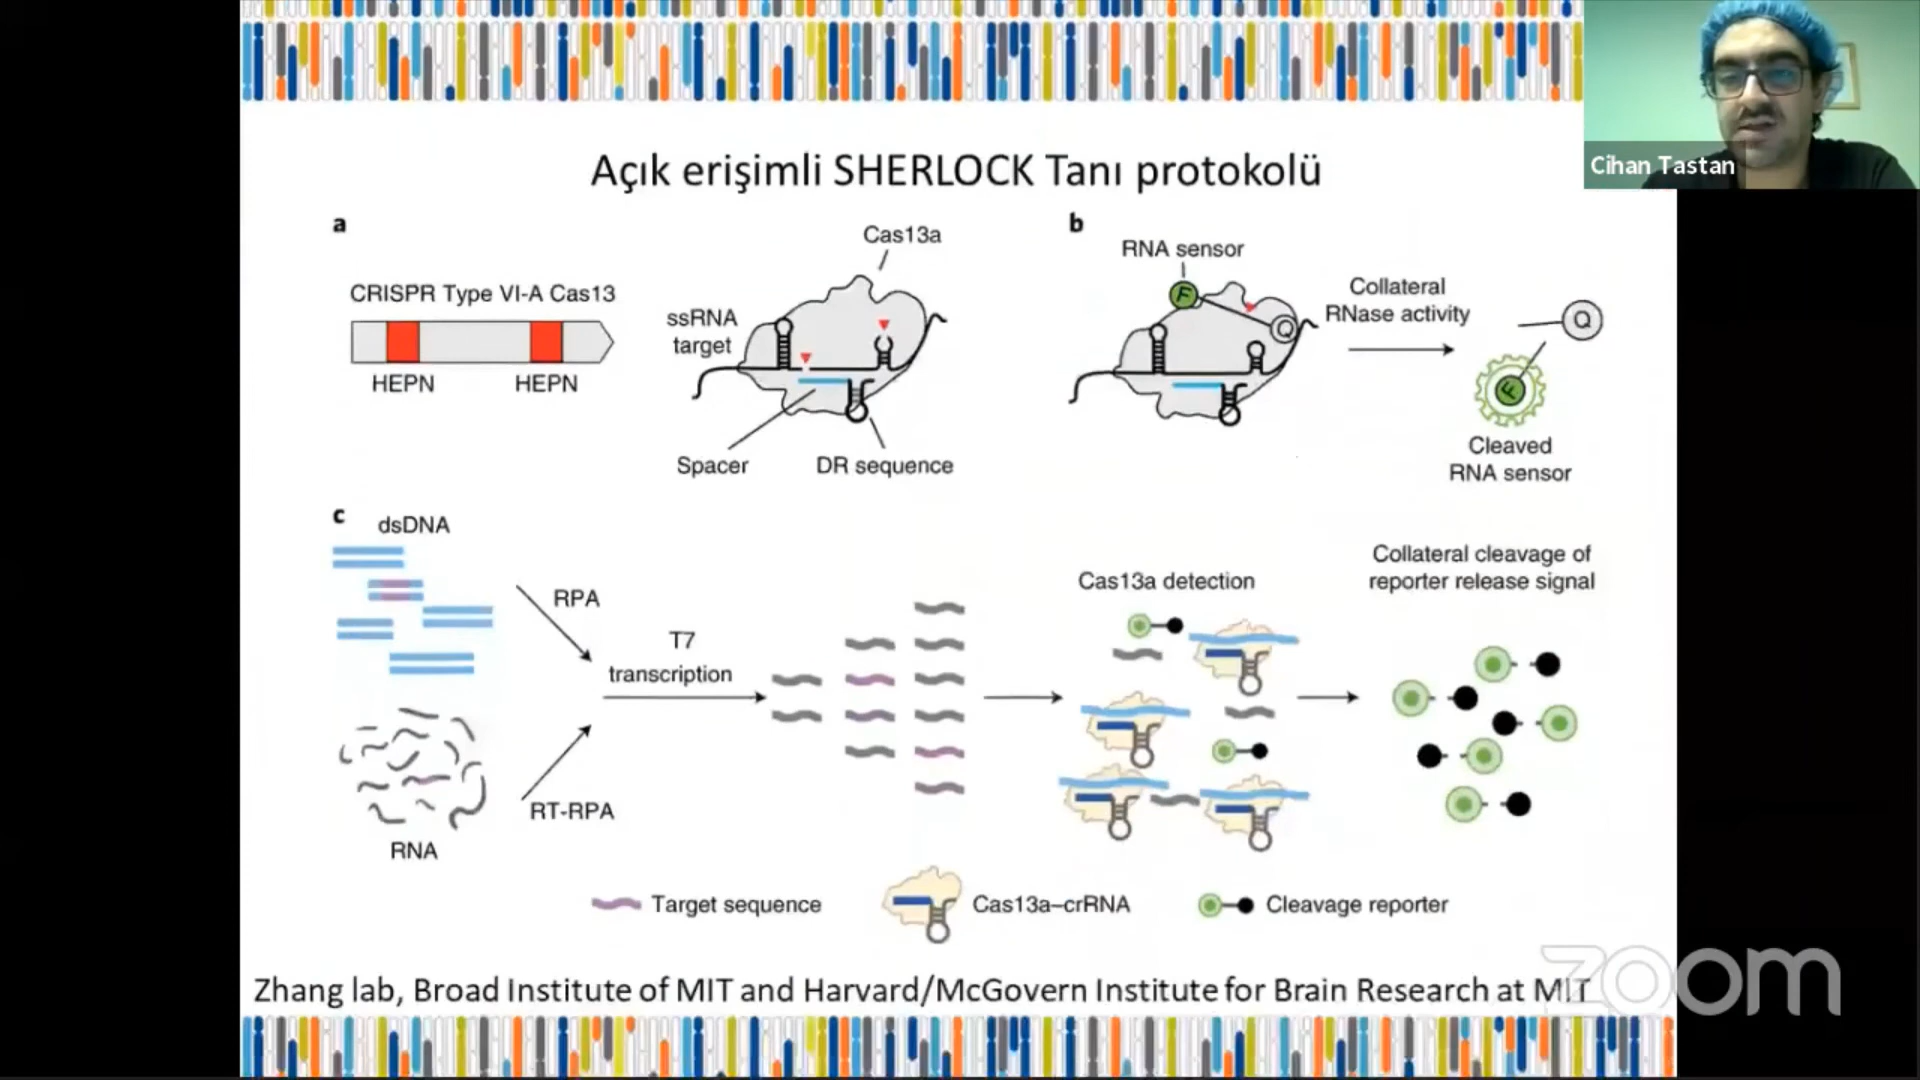 Cihan Tastan
Açık erişimli SHERLOCK Tanı protokolü
a
CRISPR Type VI-A Cas13
HEPN
HEPN
Cas13a
ssRNA
target
Spacer
DR sequence
b
RNA sensor
F
Q
Collateral
RNase activity
Q
F
Cleaved
RNA sensor
c
dsDNA
RPA
RNA
RT-RPA
T7
transcription
Cas13a detection
Collateral cleavage of
reporter release signal
Target sequence
Cas13a–crRNA
Cleavage reporter
Zhang lab, Broad Institute of MIT and Harvard/McGovern Institute for Brain Research at MIT
zoom